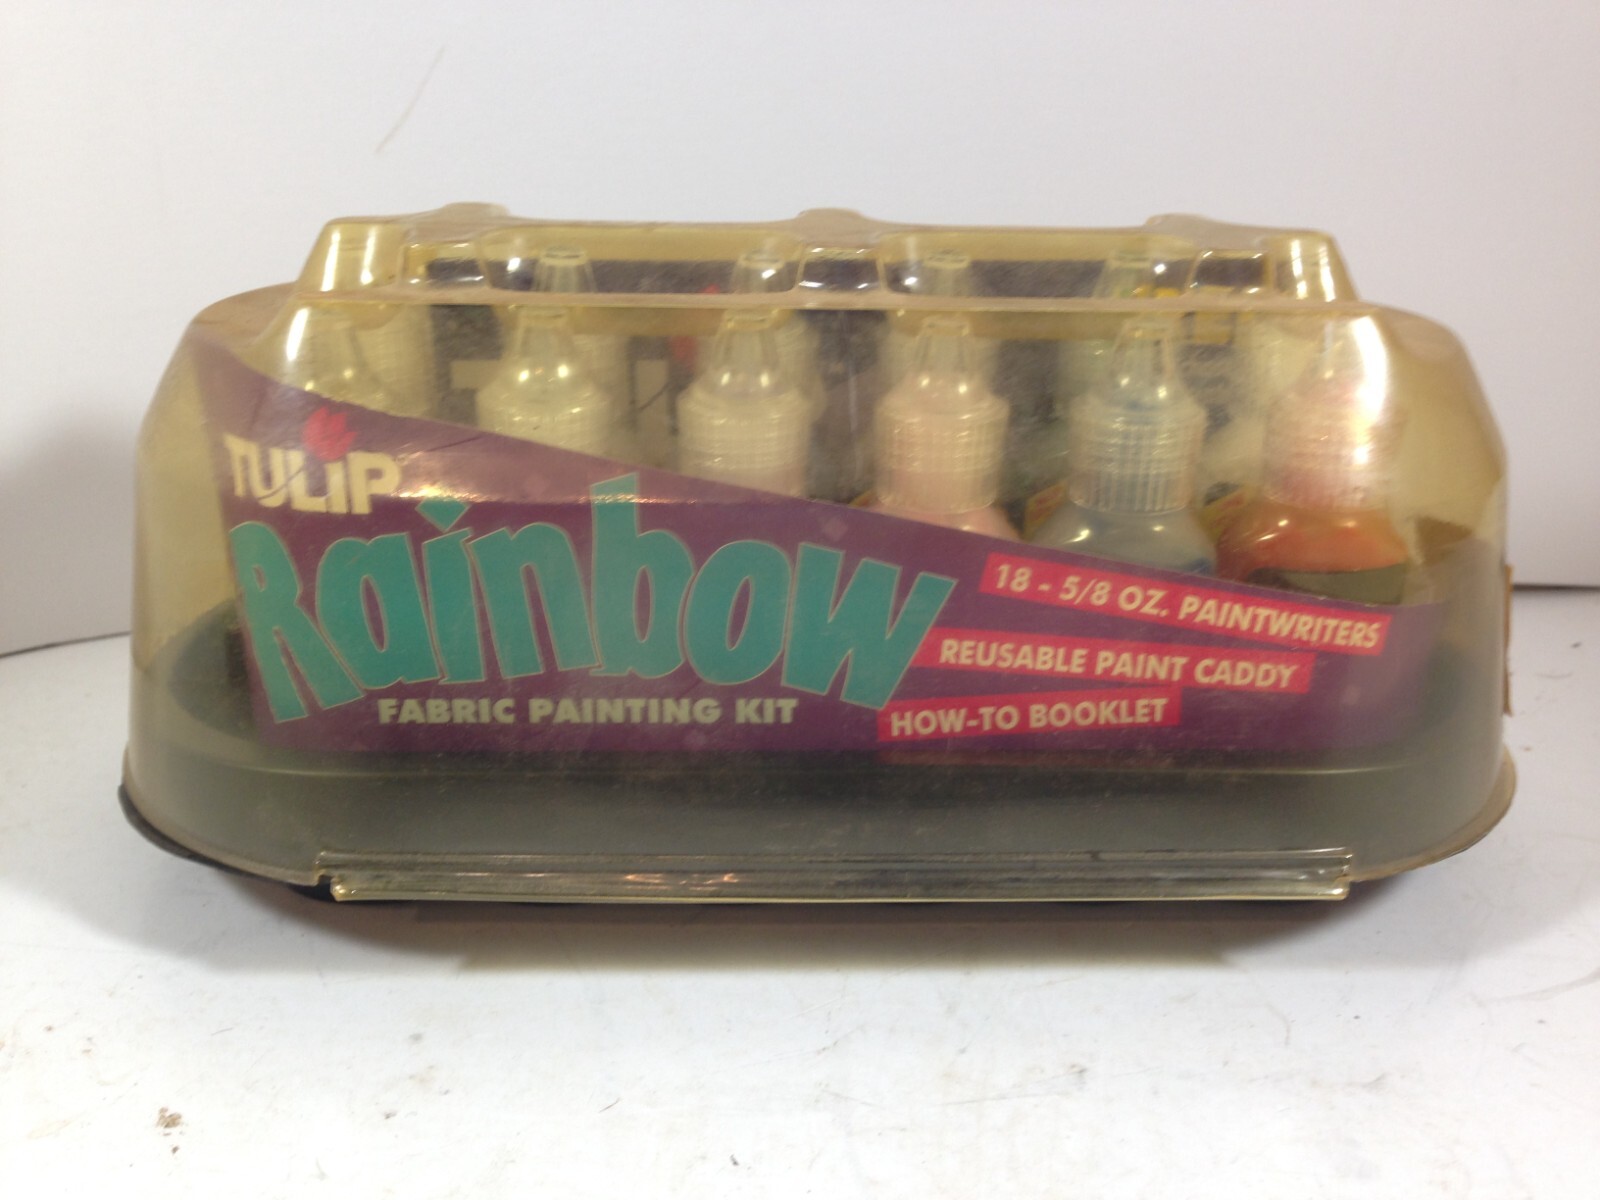 TULIP
Rainbow
FABRIC PAINTING KIT
18 - 5/8 OZ. PAINTWRITERS
REUSABLE PAINT CADDY
HOW-TO BOOKLET